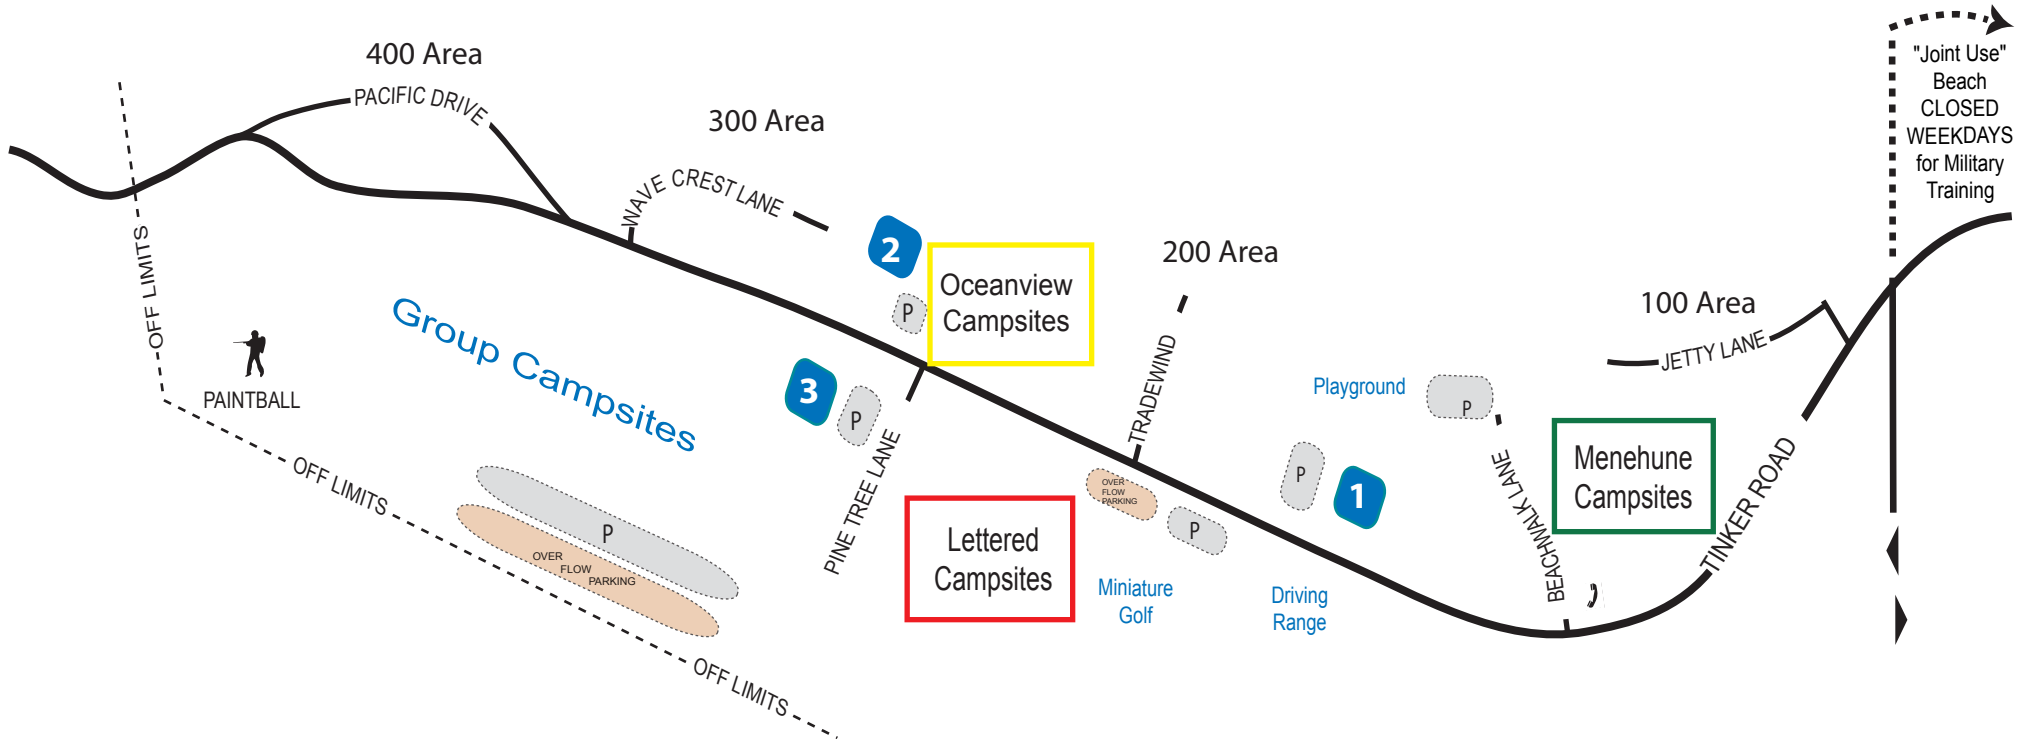 400 Area
PACIFIC DRIVE
300 Area
WAVE CREST LANE
2
P
Oceanview
Campsites
200 Area
TRADEWIND
100 Area
JETTY LANE
"Joint Use"
Beach
CLOSED
WEEKDAYS
for Military
Training
OFF LIMITS
PAINTBALL
Group Campsites
3
P
PINE TREE LANE
Playground
P
BEACHWALK LANE
Menehune
Campsites
TINKER ROAD
P
1
OVER
FLOW
PARKING
P
Lettered
Campsites
Miniature
Golf
Driving
Range
OFF LIMITS
P
OVER
FLOW
PARKING
OFF LIMITS